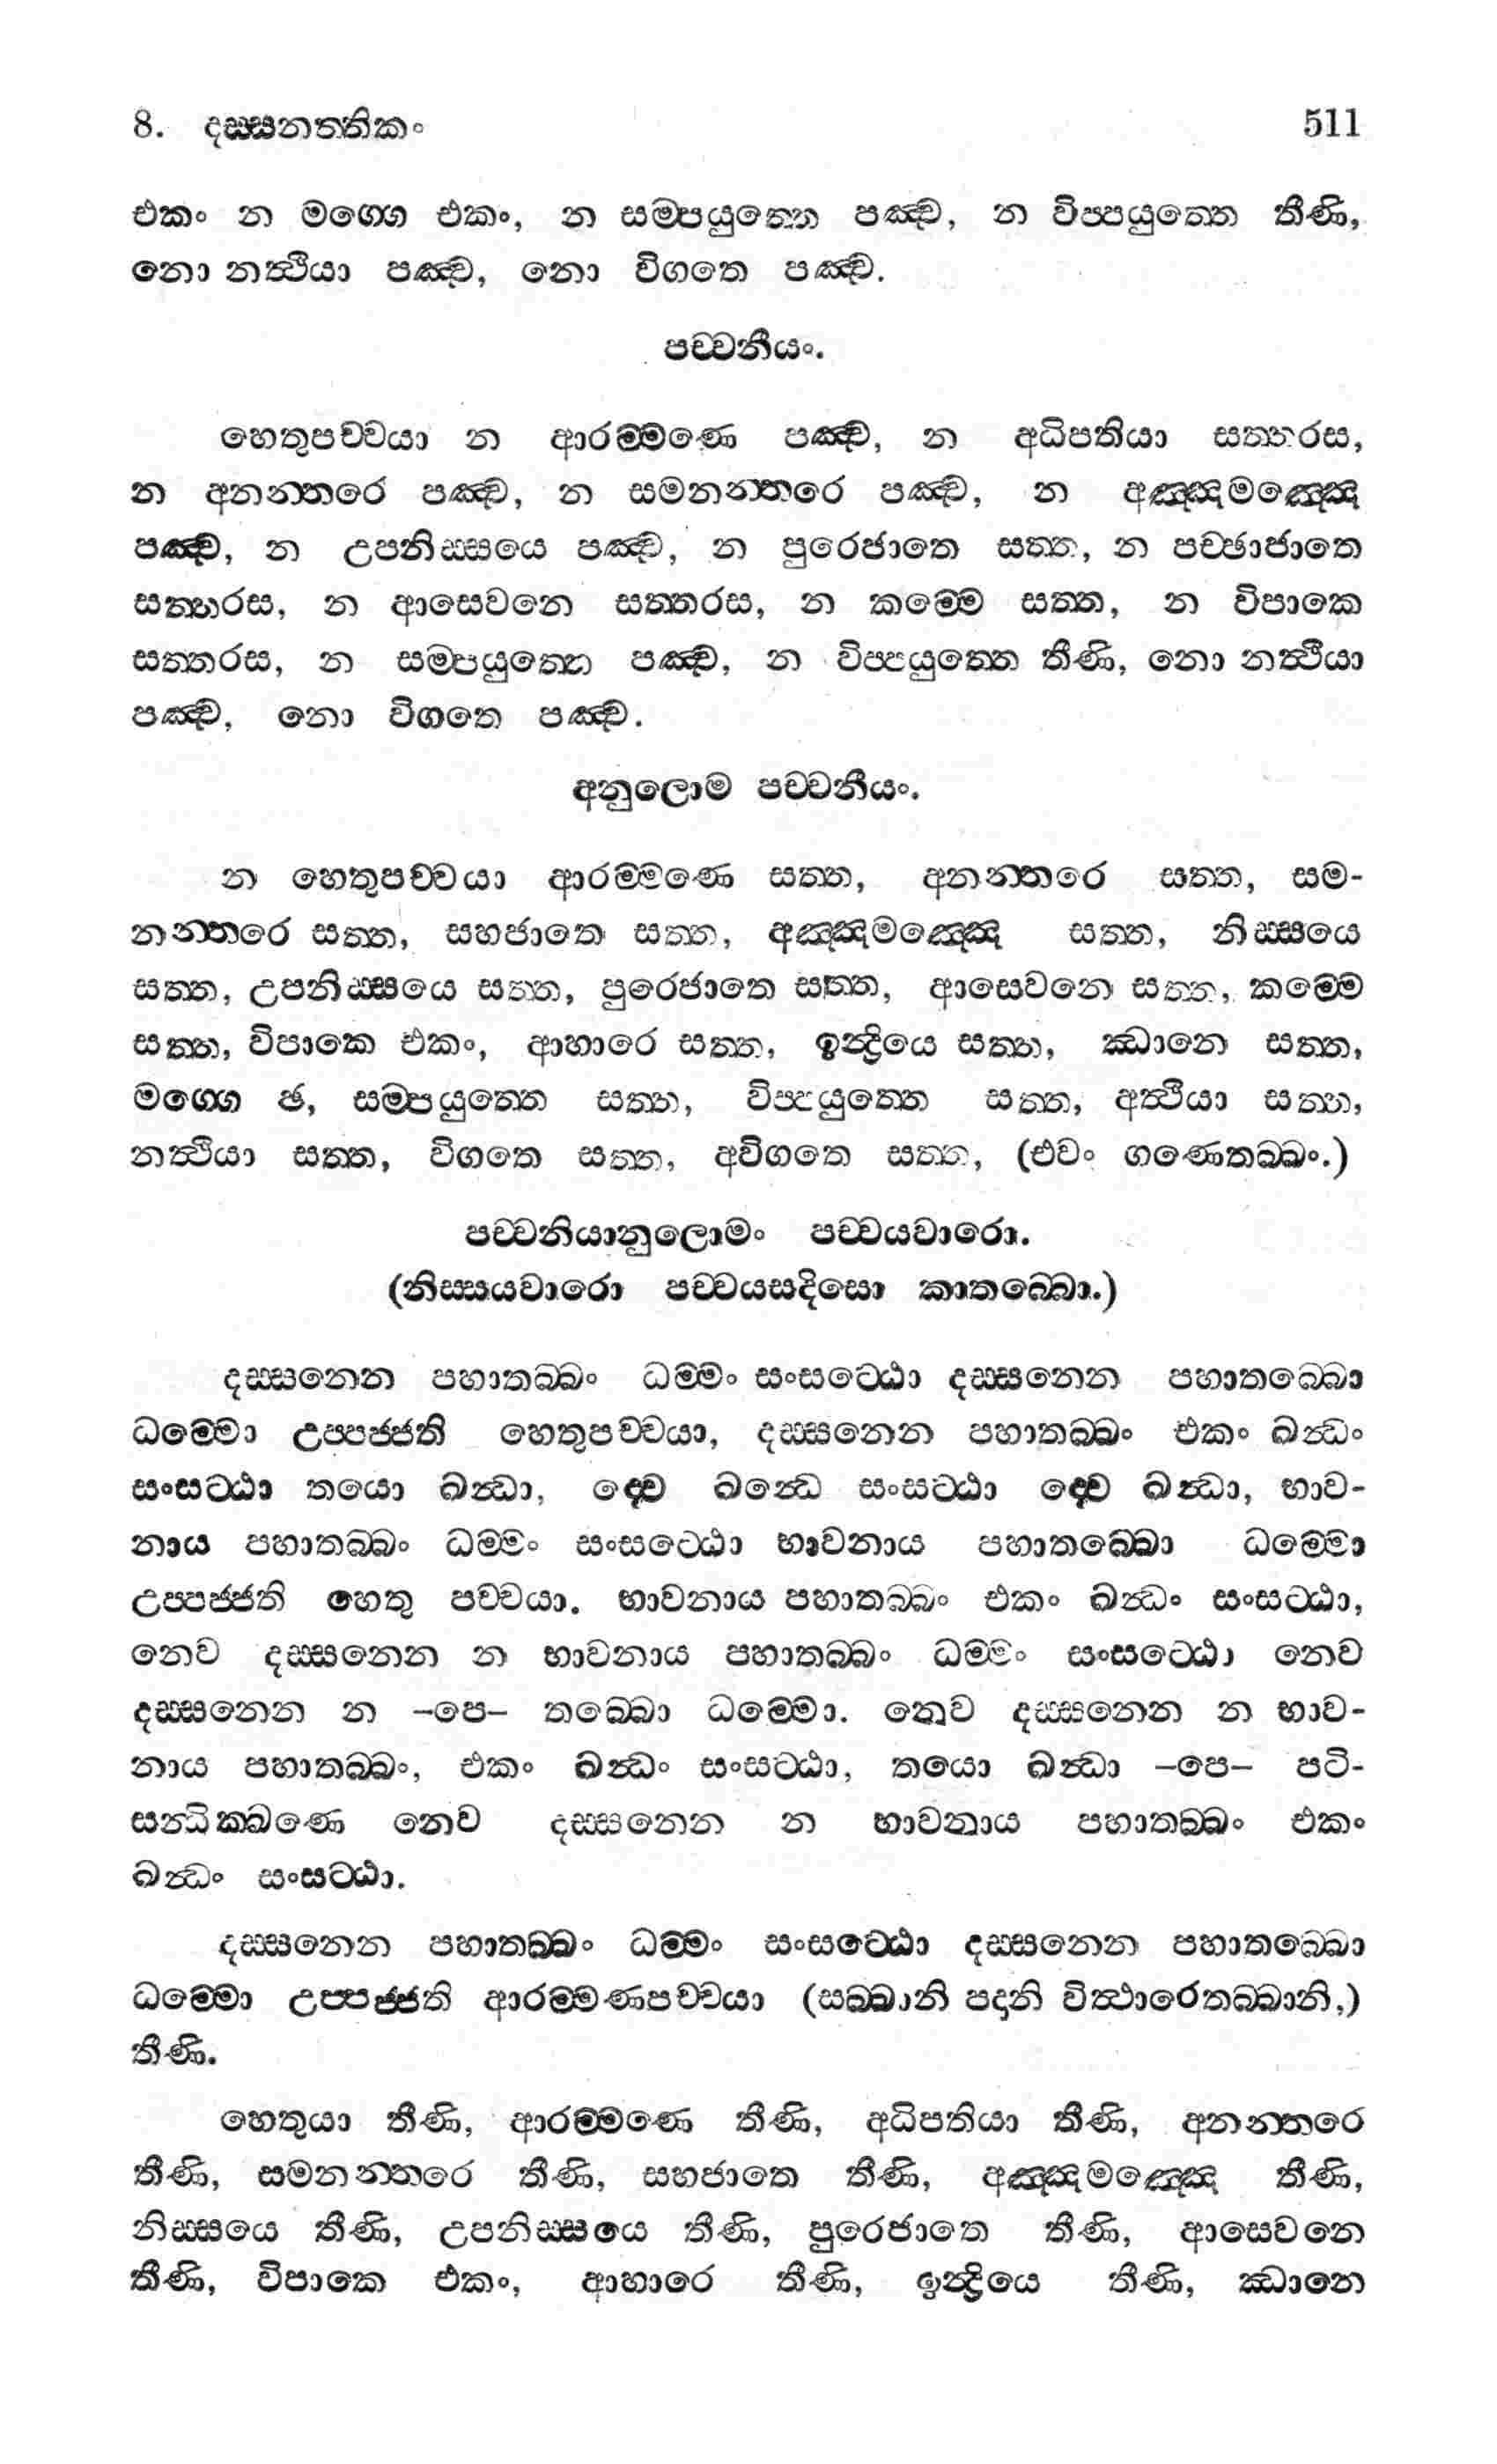 8. දස්සනත්තිකං 511
එකං න මග්ගෙ එකං, න සම්පයුත්තෙ පඤ්ච, න විප්පයුත්තෙ තීණි,
නො නත්ථියා පඤ්ච, නො විගතෙ පඤ්ච.
පච්චනීයං.
හෙතුපච්චයා න ආරම්මණෙ පඤ්ච, න අධිපතියා සත්තරස,
න අනන්තරෙ පඤ්ච, න සමනන්තරෙ පඤ්ච, න අඤ්ඤමඤ්ඤෙ
පඤ්ච, න උපනිස්සයෙ පඤ්ච, න පුරෙජාතෙ සත්ත, න පච්ඡාජාතෙ
සත්තරස, න ආසෙවනෙ සත්තරස, න කම්මෙ සත්ත, න විපාකෙ
සත්තරස, න සම්පයුත්තෙ පඤ්ච, න විප්පයුත්තෙ තීණි, නො නත්ථියා
පඤ්ච, නො විගතෙ පඤ්ච.
අනුලොම පච්චනීයං.
න හෙතුපච්චයා ආරම්මණෙ සත්ත, අනන්තරෙ සත්ත, සම-
නන්තරෙ සත්ත, සහජාතෙ සත්ත, අඤ්ඤමඤ්ඤෙ සත්ත, නිස්සයෙ
සත්ත, උපනිස්සයෙ සත්ත, පුරෙජාතෙ සත්ත, ආසෙවනෙ සත්ත, කම්මෙ
සත්ත, විපාකෙ එකං, ආහාරෙ සත්ත, ඉන්ද්‍රියෙ සත්ත, ඣානෙ සත්ත,
මග්ගෙ ඡ, සම්පයුත්තෙ සත්ත, විප්පයුත්තෙ සත්ත, අත්ථියා සත්ත,
නත්ථියා සත්ත, විගතෙ සත්ත, අවිගතෙ සත්ත, (එවං ගණෙතබ්බං.)
පච්චනියානුලොමං පච්චයවාරො.
(නිස්සයවාරො පච්චයසදිසො කාතබ්බො.)
දස්සනෙන පහාතබ්බං ධම්මං සංසට්ඨො දස්සනෙන පහාතබ්බො
ධම්මො උප්පජ්ජති හෙතුපච්චයා, දස්සනෙන පහාතබ්බං එකං ඛන්ධං
සංසට්ඨා තයො ඛන්ධා, ද්වෙ ඛන්ධෙ සංසට්ඨා ද්වෙ ඛන්ධා, භාව-
නාය පහාතබ්බං ධම්මං සංසට්ඨො භාවනාය පහාතබ්බො ධම්මො
උප්පජ්ජති හෙතු පච්චයා. භාවනාය පහාතබ්බං එකං ඛන්ධං සංසට්ඨා,
නෙව දස්සනෙන න භාවනාය පහාතබ්බං ධම්මං සංසට්ඨො නෙව
දස්සනෙන න –පෙ– තබ්බො ධම්මො. නෙව දස්සනෙන න භාව-
නාය පහාතබ්බං, එකං ඛන්ධං සංසට්ඨා, තයො ඛන්ධා –පෙ– පටි-
සන්ධික්ඛණෙ නෙව දස්සනෙන න භාවනාය පහාතබ්බං එකං
ඛන්ධං සංසට්ඨා.
දස්සනෙන පහාතබ්බං ධම්මං සංසට්ඨො දස්සනෙන පහාතබ්බො
ධම්මො උප්පජ්ජති ආරම්මණපච්චයා (සබ්බානි පදානි විත්ථාරෙතබ්බානි,)
තීණි.
හෙතුයා තීණි, ආරම්මණෙ තීණි, අධිපතියා තීණි, අනන්තරෙ
තීණි, සමනන්තරෙ තීණි, සහජාතෙ තීණි, අඤ්ඤමඤ්ඤෙ තීණි,
නිස්සයෙ තීණි, උපනිස්සයෙ තීණි, පුරෙජාතෙ තීණි, ආසෙවනෙ
තීණි, විපාකෙ එකං, ආහාරෙ තීණි, ඉන්ද්‍රියෙ තීණි, ඣානෙ